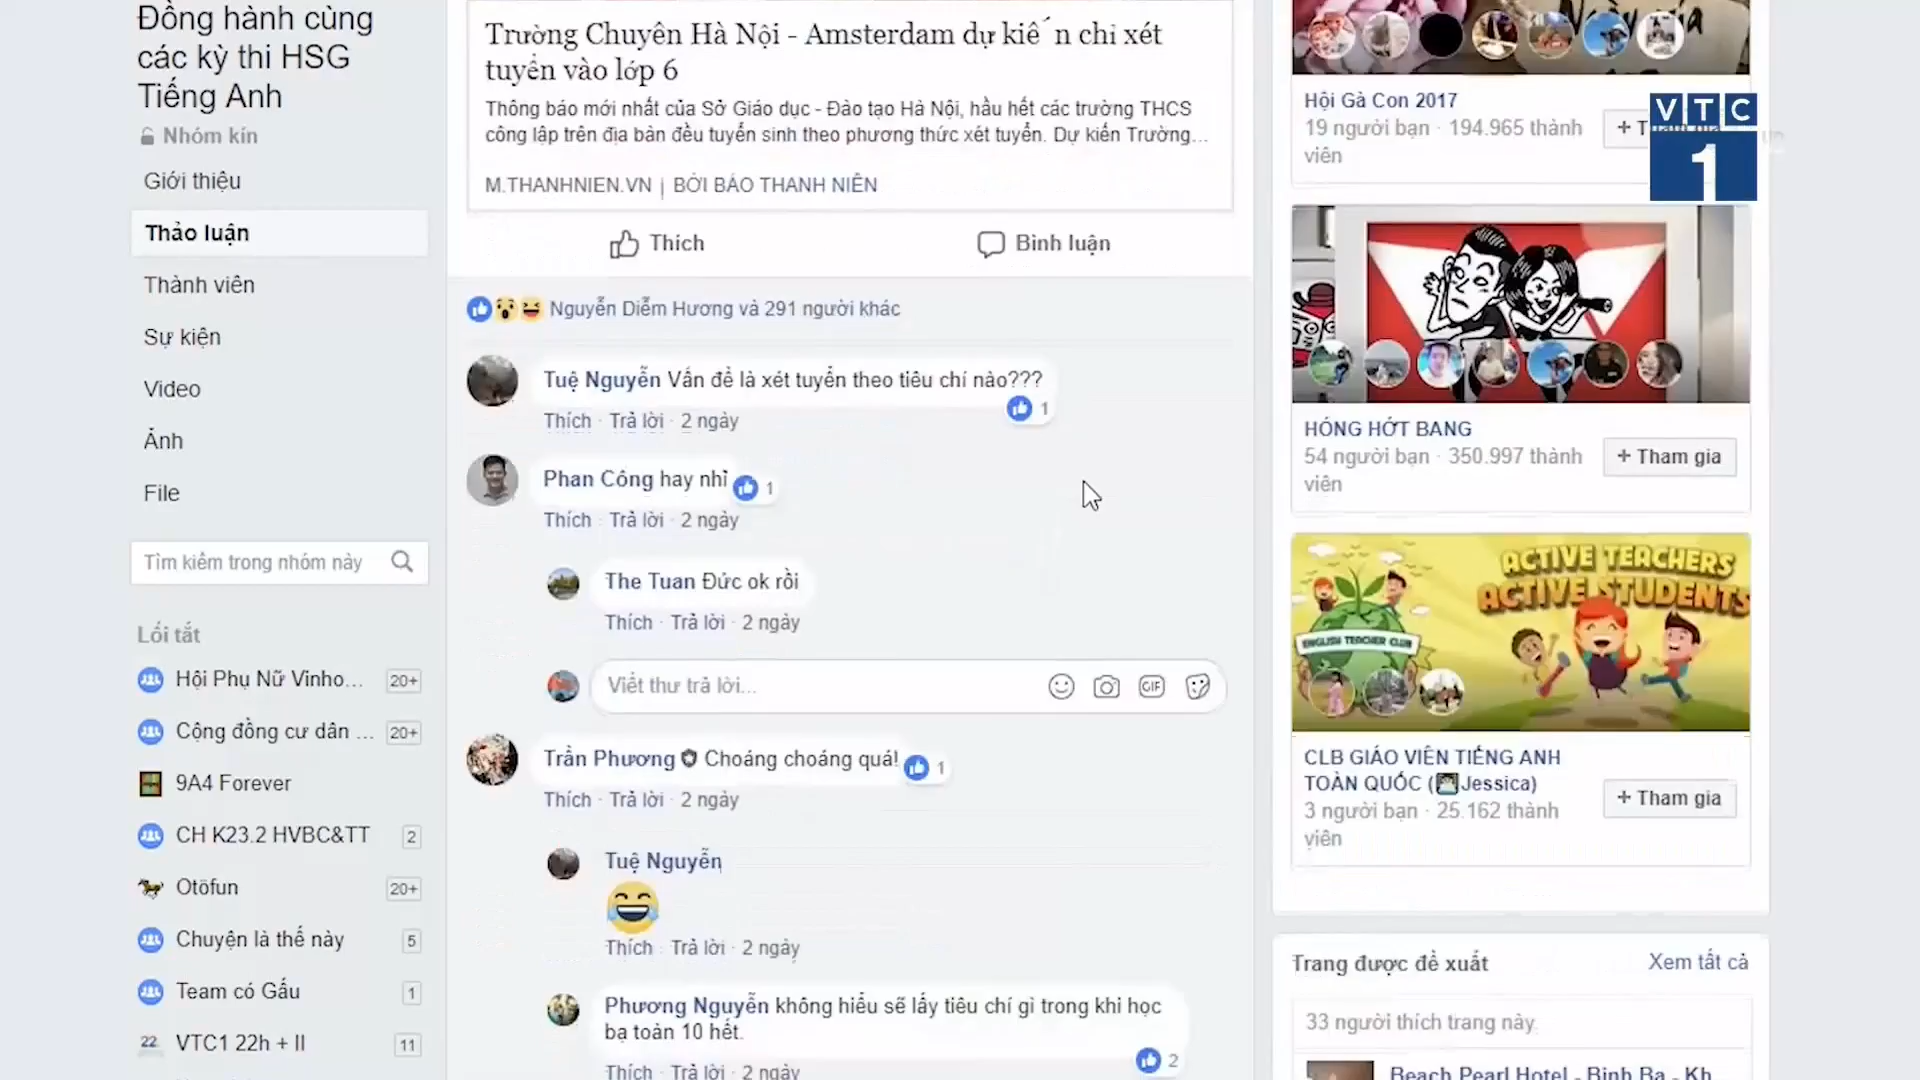 Đồng hành cùng
các kỳ thi HSG
Tiếng Anh
Nhóm kín
Giới thiệu
Thảo luận
Thành viên
Sự kiện
Video
Ảnh
File
Tìm kiếm trong nhóm này
Lối tắt
Hội Phụ Nữ Vinho... 20+
Cộng đồng cư dân ... 20+
9A4 Forever
CH K23.2 HVBC&TT 2
Otofun 20+
Chuyện là thế này 5
Team có Gấu 1
VTC1 22h + II 11
Trường Chuyên Hà Nội - Amsterdam dự kiến chỉ xét
tuyển vào lớp 6
Thông báo mới nhất của Sở Giáo dục - Đào tạo Hà Nội, hầu hết các trường THCS
công lập trên địa bàn đều tuyển sinh theo phương thức xét tuyển. Dự kiến Trường...
M.THANHNIEN.VN | BỞI BÁO THANH NIÊN
Thích Bình luận
Nguyễn Diễm Hương và 291 người khác
Tuệ Nguyễn Vấn đề là xét tuyển theo tiêu chí nào???
1
Thích · Trả lời · 2 ngày
Phan Công hay nhỉ 1
Thích · Trả lời · 2 ngày
The Tuan Đức ok rồi
Thích · Trả lời · 2 ngày
Viết thư trả lời...
GIF
Trần Phương Choáng choáng quá! 1
Thích · Trả lời · 2 ngày
Tuệ Nguyễn
Thích · Trả lời · 2 ngày
Phương Nguyễn không hiểu sẽ lấy tiêu chí gì trong khi học
bạ toàn 10 hết.
2
Thích · Trả lời · 2 ngày
Hội Gà Con 2017
19 người bạn · 194.965 thành
viên
VTC
1
HÓNG HỚT BANG
54 người bạn · 350.997 thành
viên
+ Tham gia
ACTIVE TEACHERS
ACTIVE STUDENTS
ENGLISH TEACHER CLUB
CLB GIÁO VIÊN TIẾNG ANH
TOÀN QUỐC (Jessica)
3 người bạn · 25.162 thành
viên
+ Tham gia
Trang được đề xuất Xem tất cả
33 người thích trang này
Beach Pearl Hotel - Binh Ba - Kh...